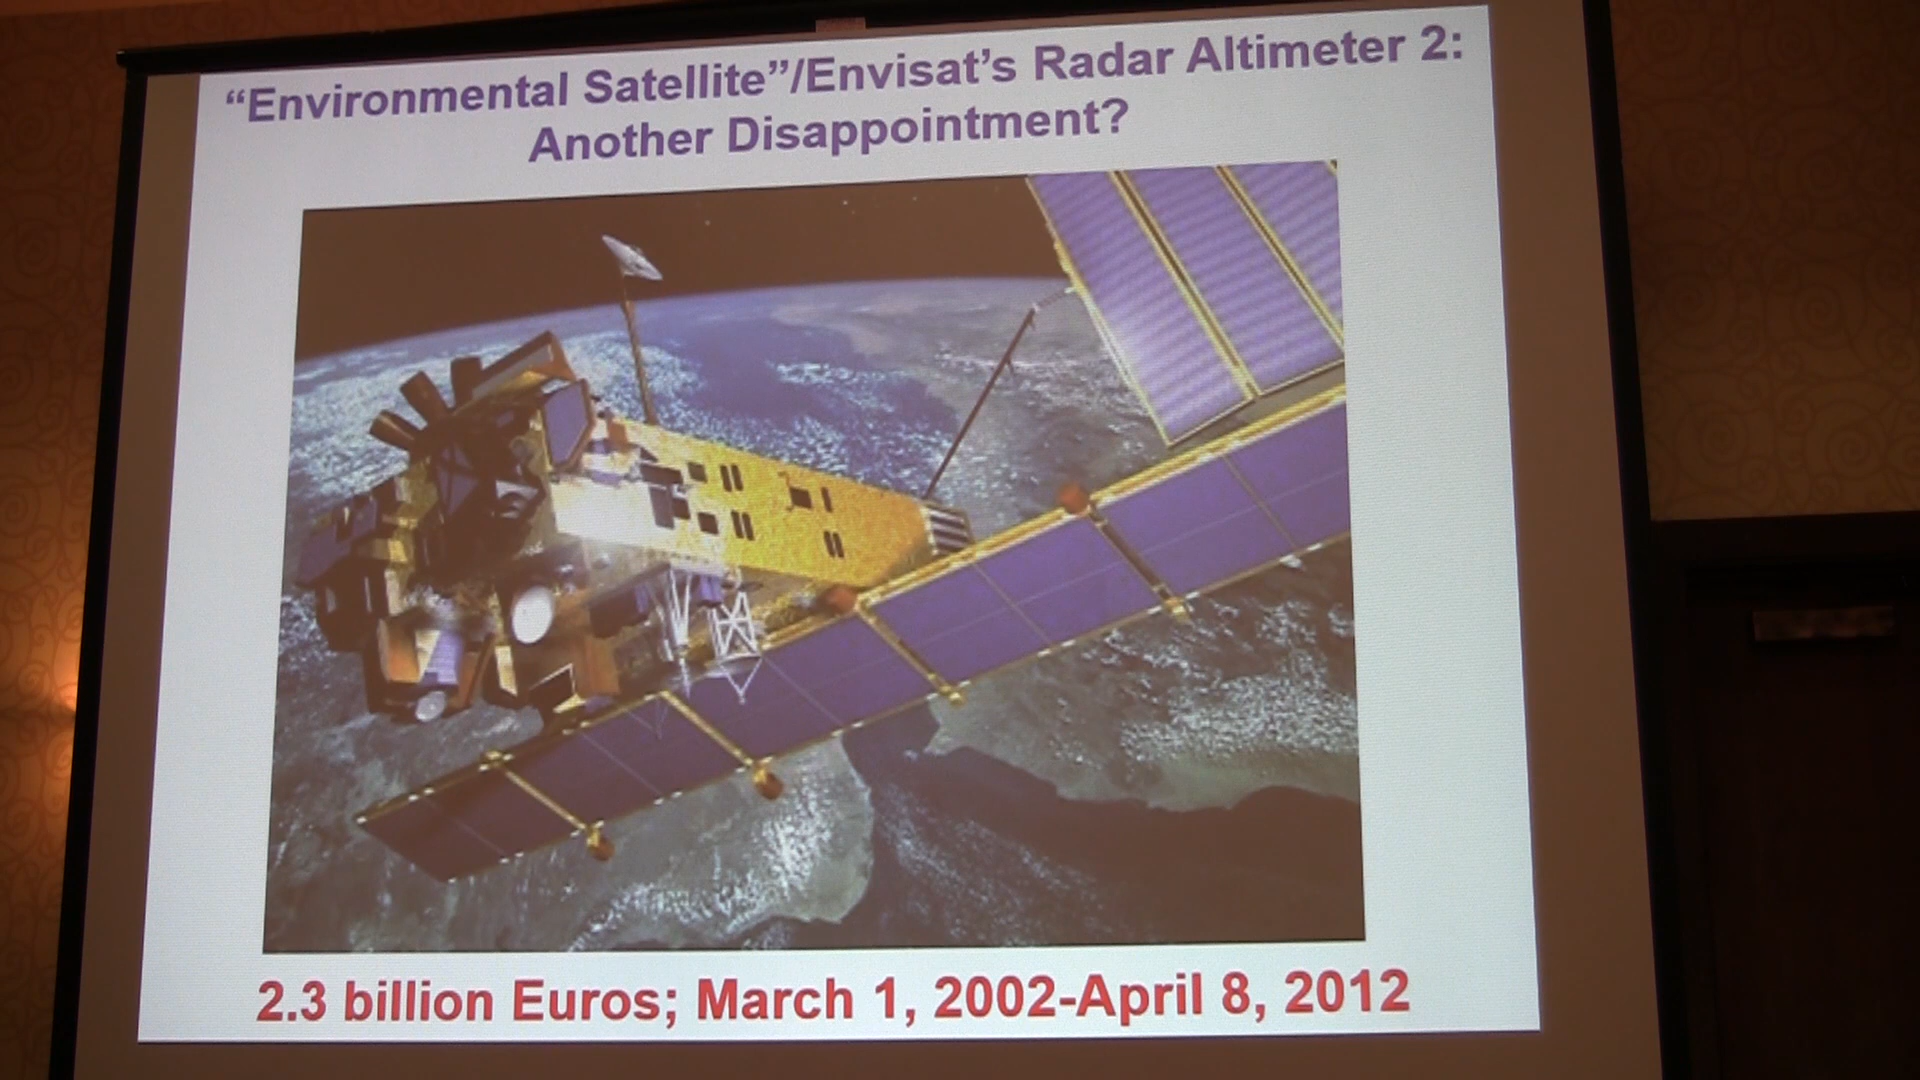 “Environmental Satellite”/Envisat’s Radar Altimeter 2:
Another Disappointment?
2.3 billion Euros; March 1, 2002-April 8, 2012